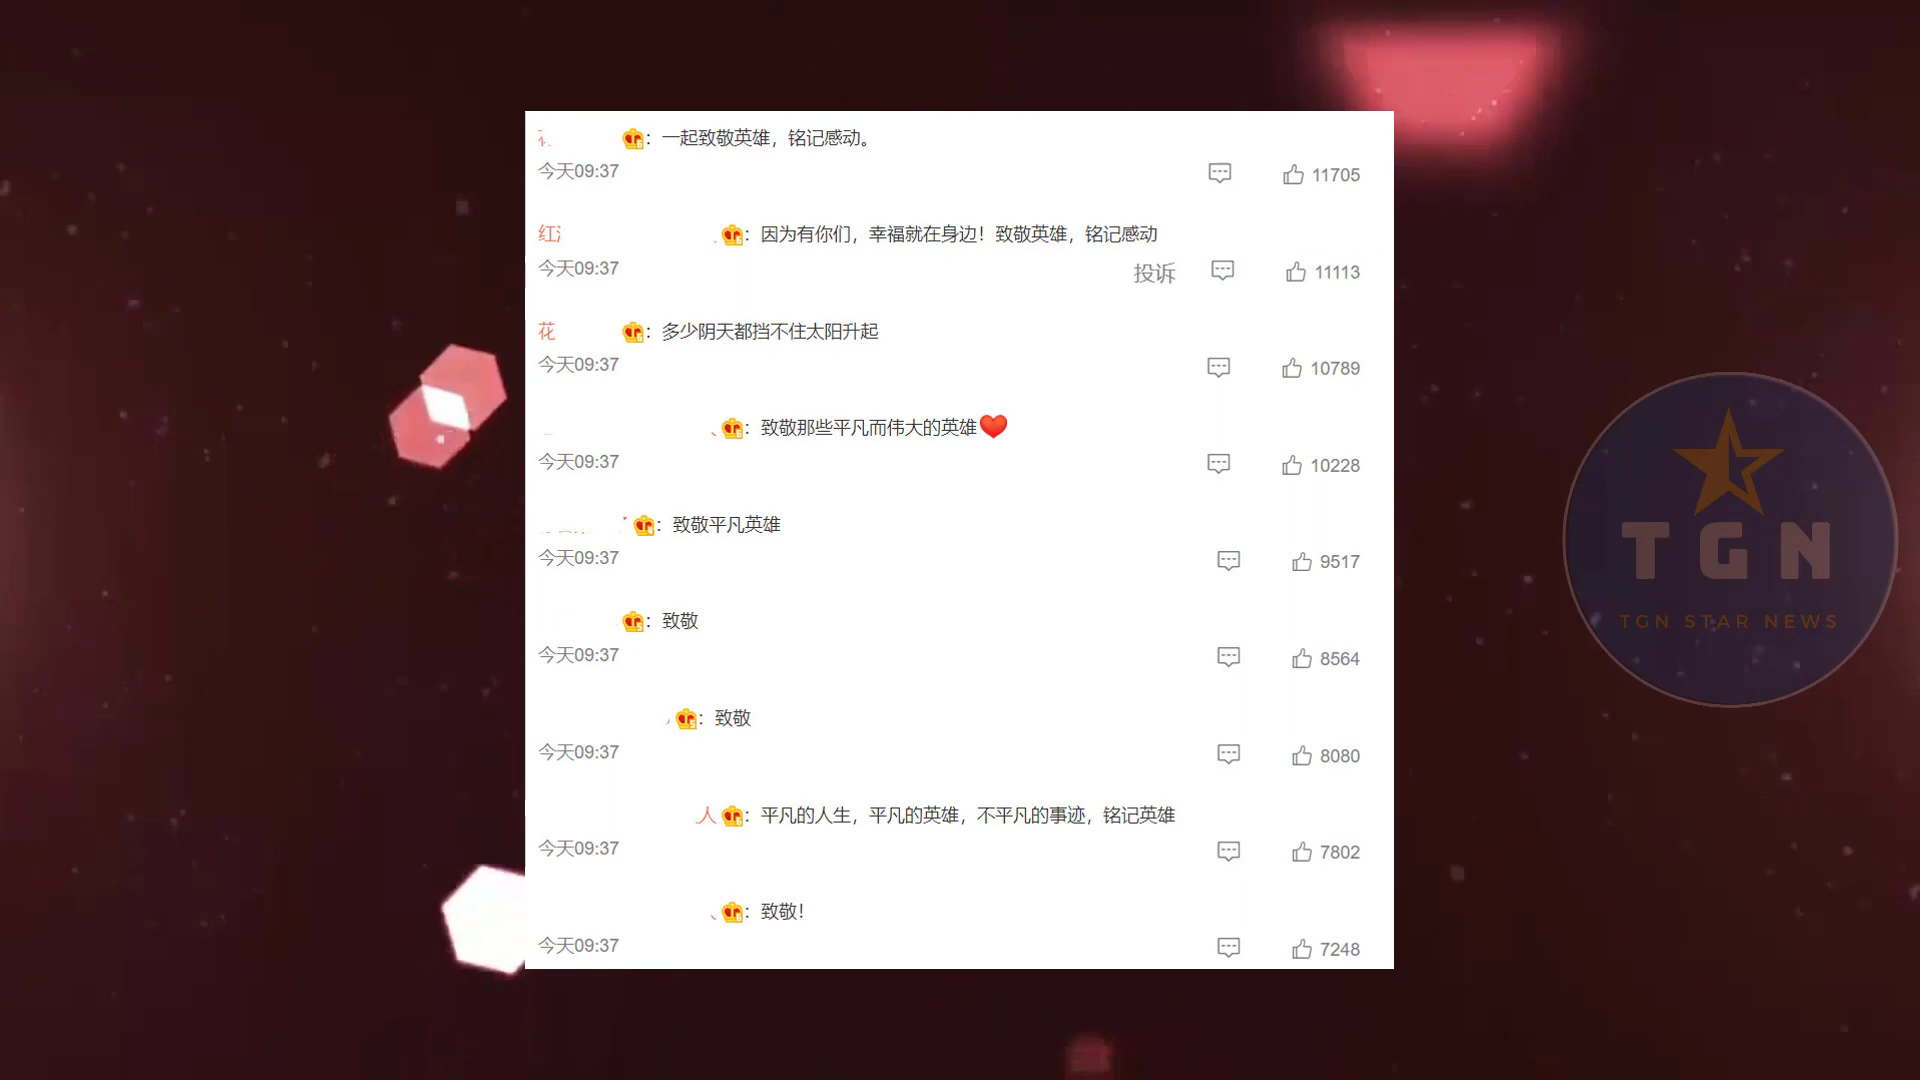 一起致敬英雄，铭记感动。
今天09:37
11705
红
：因为有你们，幸福就在身边！致敬英雄，铭记感动
今天09:37
投诉
11113
花
：多少阴天都挡不住太阳升起
今天09:37
10789
：致敬那些平凡而伟大的英雄❤️
今天09:37
10228
：致敬平凡英雄
今天09:37
9517
：致敬
今天09:37
8564
：致敬
今天09:37
8080
人
：平凡的人生，平凡的英雄，不平凡的事迹，铭记英雄
今天09:37
7802
：致敬！
今天09:37
7248
TGN
TGN STAR NEWS